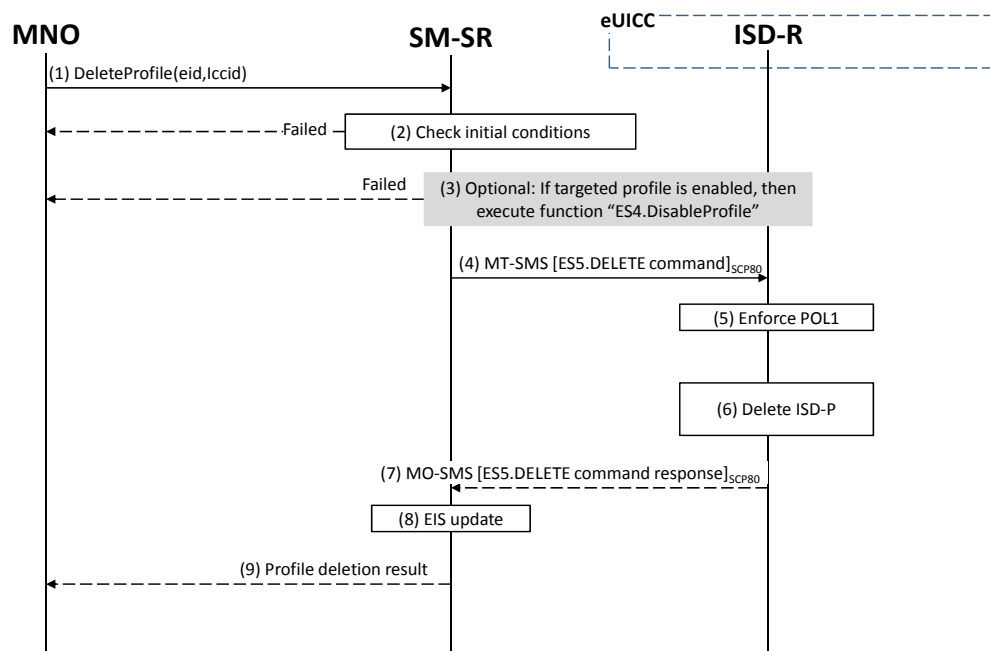 eUICC
MNO
SM-SR
ISD-R
(1) DeleteProfile(eid,Iccid)
Failed
(2) Check initial conditions
Failed
(3) Optional: If targeted profile is enabled, then
execute function “ES4.DisableProfile”
(4) MT-SMS [ES5.DELETE command]SCP80
(5) Enforce POL1
(6) Delete ISD-P
(7) MO-SMS [ES5.DELETE command response]SCP80
(8) EIS update
(9) Profile deletion result